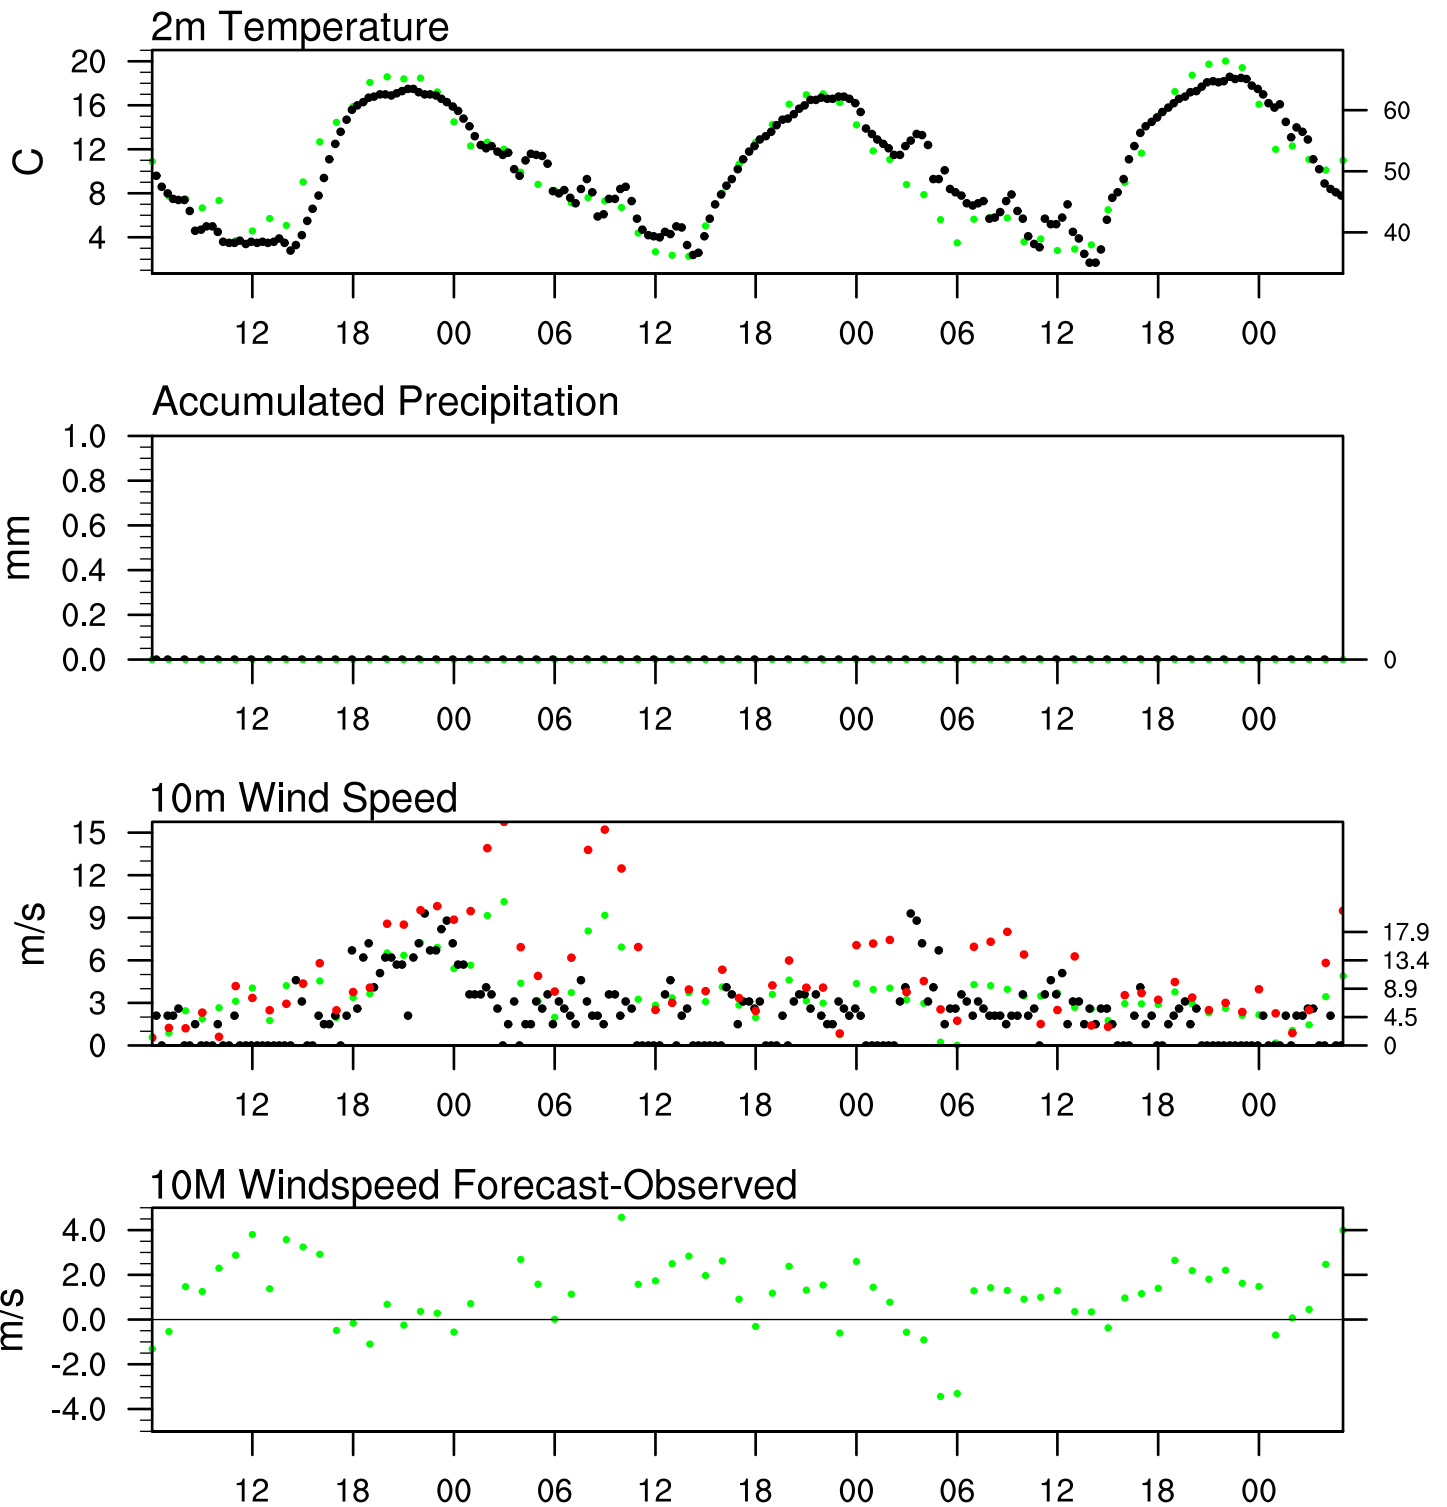 2m Temperature
20
16
12
8
4
C
60
50
40
12 18 00 06 12 18 00 06 12 18 00
Accumulated Precipitation
1.0
0.8
0.6
0.4
0.2
0.0
mm
0
12 18 00 06 12 18 00 06 12 18 00
10m Wind Speed
15
12
9
6
3
0
m/s
17.9
13.4
8.9
4.5
0
12 18 00 06 12 18 00 06 12 18 00
10M Windspeed Forecast-Observed
4.0
2.0
0.0
-2.0
-4.0
m/s
12 18 00 06 12 18 00 06 12 18 00